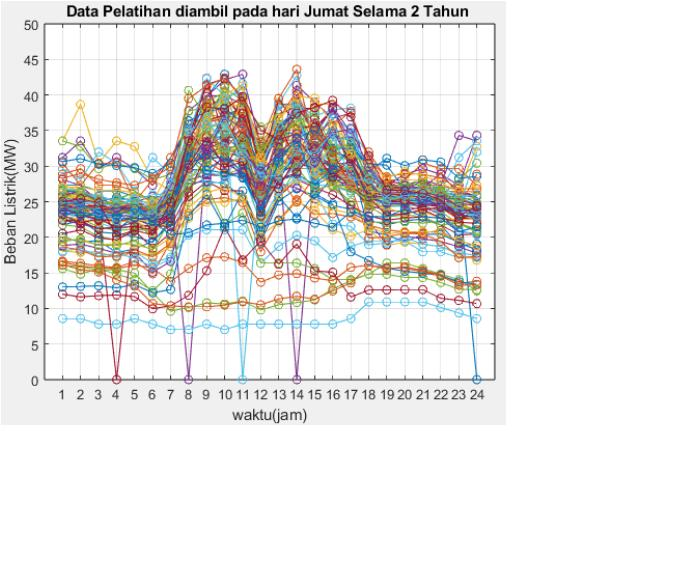 Data Pelatihan diambil pada hari Jumat Selama 2 Tahun
50
45
40
35
30
25
20
15
10
5
0
Beban Listrik(MW)
1 2 3 4 5 6 7 8 9 10 11 12 13 14 15 16 17 18 19 20 21 22 23 24
waktu(jam)